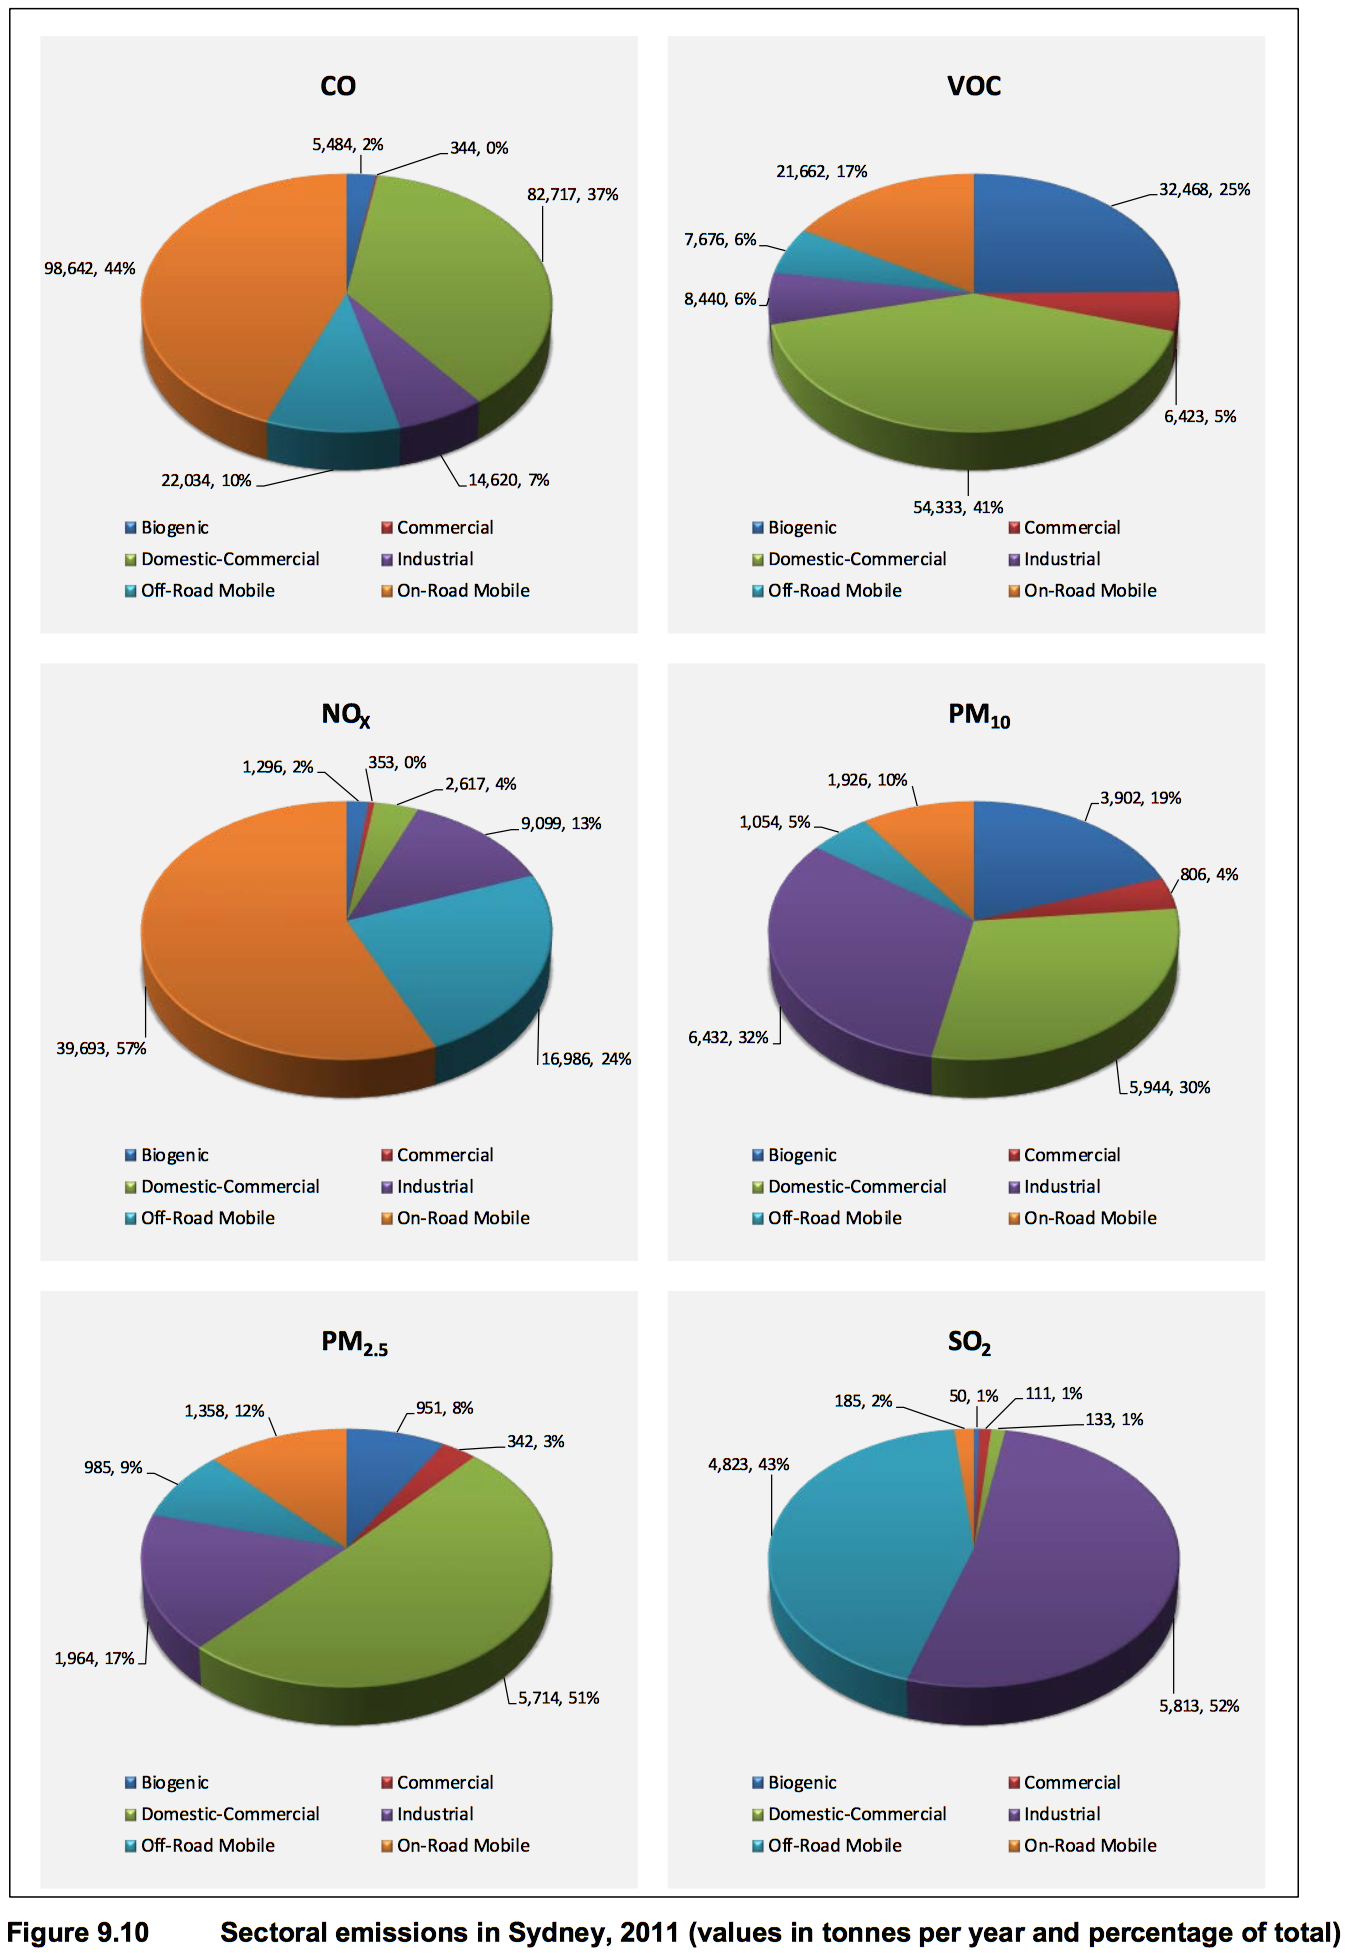 CO
5,484, 2%
344, 0%
82,717, 37%
98,642, 44%
22,034, 10%
14,620, 7%
Biogenic
Commercial
Domestic-Commercial
Industrial
Off-Road Mobile
On-Road Mobile
VOC
21,662, 17%
32,468, 25%
7,676, 6%
8,440, 6%
6,423, 5%
54,333, 41%
Biogenic
Commercial
Domestic-Commercial
Industrial
Off-Road Mobile
On-Road Mobile
NOX
1,296, 2%
353, 0%
2,617, 4%
9,099, 13%
39,693, 57%
16,986, 24%
Biogenic
Commercial
Domestic-Commercial
Industrial
Off-Road Mobile
On-Road Mobile
PM10
1,926, 10%
3,902, 19%
1,054, 5%
806, 4%
6,432, 32%
5,944, 30%
Biogenic
Commercial
Domestic-Commercial
Industrial
Off-Road Mobile
On-Road Mobile
PM2.5
1,358, 12%
951, 8%
342, 3%
985, 9%
1,964, 17%
5,714, 51%
Biogenic
Commercial
Domestic-Commercial
Industrial
Off-Road Mobile
On-Road Mobile
SO2
185, 2%
50, 1%
111, 1%
133, 1%
4,823, 43%
5,813, 52%
Biogenic
Commercial
Domestic-Commercial
Industrial
Off-Road Mobile
On-Road Mobile
Figure 9.10 Sectoral emissions in Sydney, 2011 (values in tonnes per year and percentage of total)